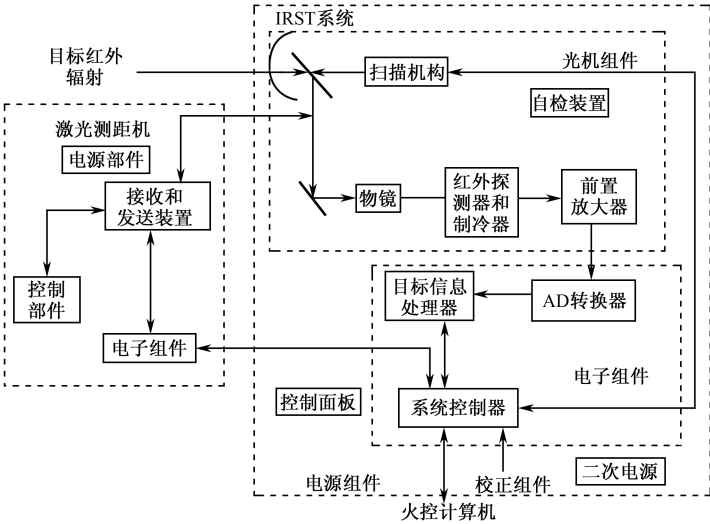 IRST系统
目标红外
辐射
扫描机构
光机组件
自检装置
激光测距机
电源部件
接收和
发送装置
物镜
红外探
测器和
制冷器
前置
放大器
控制
部件
目标信息
处理器
AD转换器
电子组件
电子组件
控制面板
系统控制器
二次电源
电源组件
校正组件
火控计算机